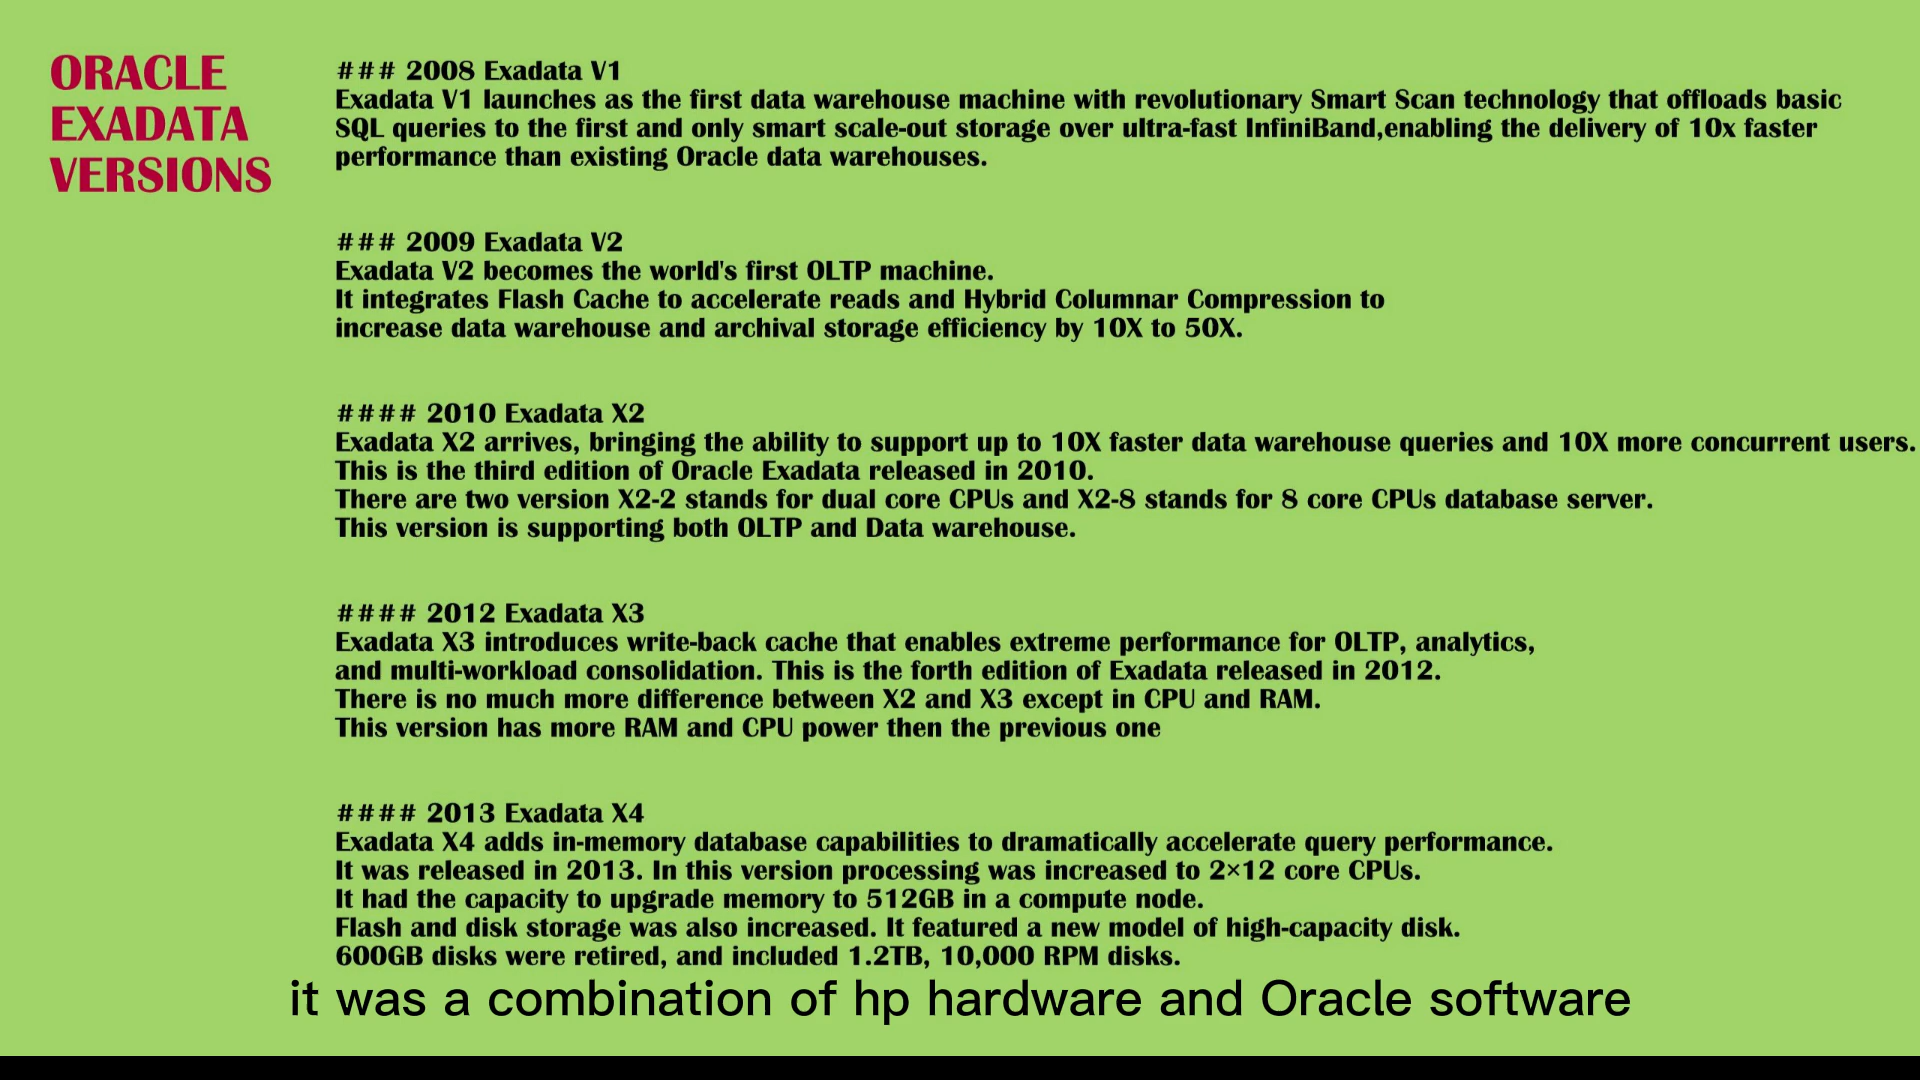 ORACLE
EXADATA
VERSIONS
### 2008 Exadata V1
Exadata V1 launches as the first data warehouse machine with revolutionary Smart Scan technology that offloads basic
SQL queries to the first and only smart scale-out storage over ultra-fast InfiniBand,enabling the delivery of 10x faster
performance than existing Oracle data warehouses.
### 2009 Exadata V2
Exadata V2 becomes the world's first OLTP machine.
It integrates Flash Cache to accelerate reads and Hybrid Columnar Compression to
increase data warehouse and archival storage efficiency by 10X to 50X.
#### 2010 Exadata X2
Exadata X2 arrives, bringing the ability to support up to 10X faster data warehouse queries and 10X more concurrent users.
This is the third edition of Oracle Exadata released in 2010.
There are two version X2-2 stands for dual core CPUs and X2-8 stands for 8 core CPUs database server.
This version is supporting both OLTP and Data warehouse.
#### 2012 Exadata X3
Exadata X3 introduces write-back cache that enables extreme performance for OLTP, analytics,
and multi-workload consolidation. This is the forth edition of Exadata released in 2012.
There is no much more difference between X2 and X3 except in CPU and RAM.
This version has more RAM and CPU power then the previous one
#### 2013 Exadata X4
Exadata X4 adds in-memory database capabilities to dramatically accelerate query performance.
It was released in 2013. In this version processing was increased to 2×12 core CPUs.
It had the capacity to upgrade memory to 512GB in a compute node.
Flash and disk storage was also increased. It featured a new model of high-capacity disk.
600GB disks were retired, and included 1.2TB, 10,000 RPM disks.
it was a combination of hp hardware and Oracle software